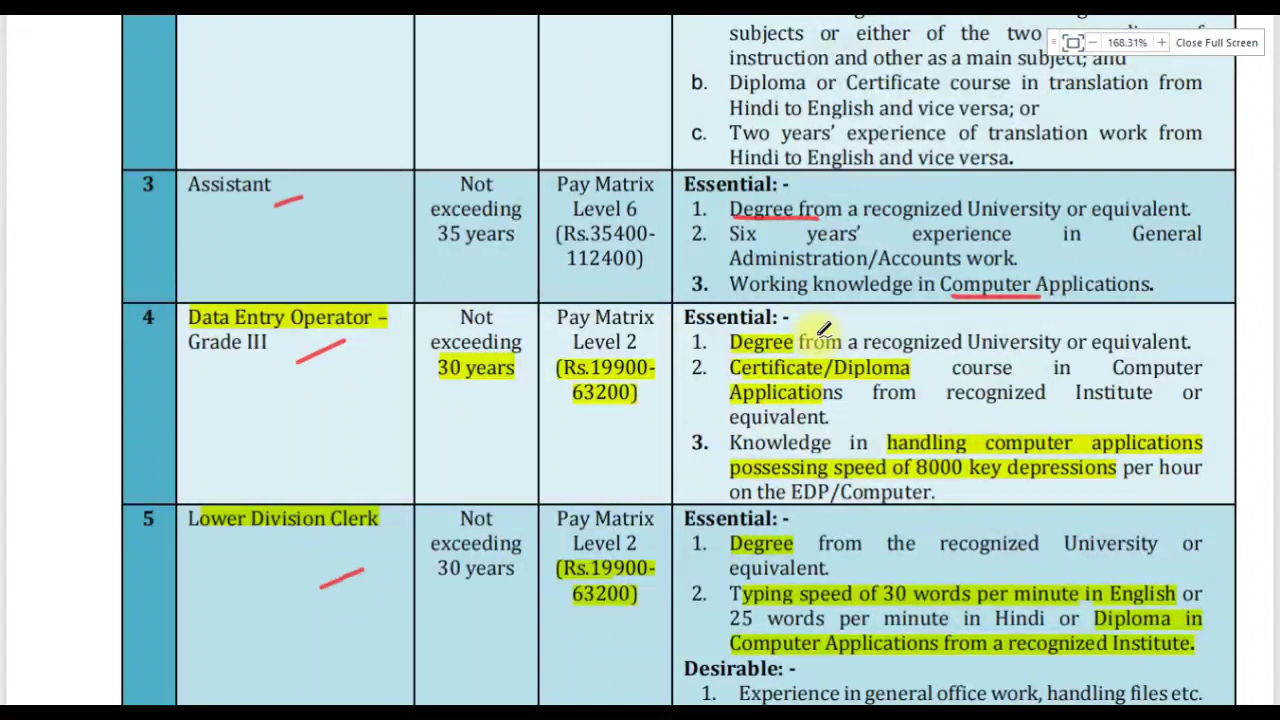 subjects or either of the two
instruction and other as a main subject; and
168.31%
Close Full Screen
b. Diploma or Certificate course in translation from
Hindi to English and vice versa; or
c. Two years’ experience of translation work from
Hindi to English and vice versa.
3
Assistant
Not
exceeding
35 years
Pay Matrix
Level 6
(Rs.35400-
112400)
Essential: -
1. Degree from a recognized University or equivalent.
2. Six years’ experience in General
Administration/Accounts work.
3. Working knowledge in Computer Applications.
4
Data Entry Operator –
Grade III
Not
exceeding
30 years
Pay Matrix
Level 2
(Rs.19900-
63200)
Essential: -
1. Degree from a recognized University or equivalent.
2. Certificate/Diploma course in Computer
Applications from recognized Institute or
equivalent.
3. Knowledge in handling computer applications
possessing speed of 8000 key depressions per hour
on the EDP/Computer.
5
Lower Division Clerk
Not
exceeding
30 years
Pay Matrix
Level 2
(Rs.19900-
63200)
Essential: -
1. Degree from the recognized University or
equivalent.
2. Typing speed of 30 words per minute in English or
25 words per minute in Hindi or Diploma in
Computer Applications from a recognized Institute.
Desirable: -
1. Experience in general office work, handling files etc.